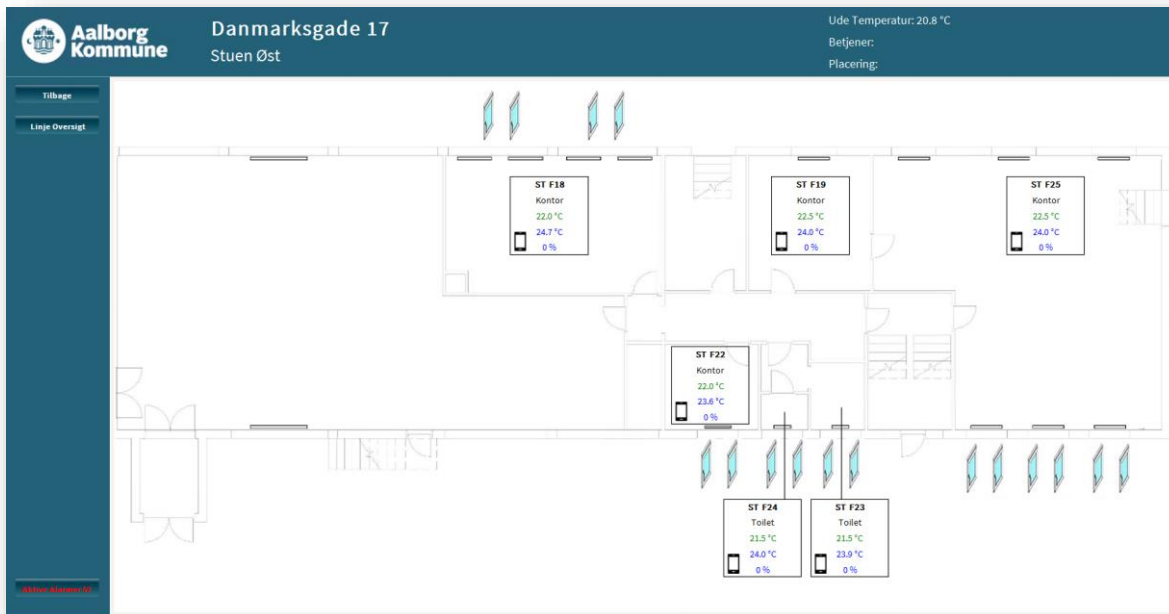 Aalborg
Kommune
Danmarksgade 17
Stuen Øst
Ude Temperatur: 20.8 °C
Betjener:
Placering:
Tilbage
Linje Oversigt
ST F18
Kontor
22.0 °C
24.7 °C
0 %
ST F19
Kontor
22.5 °C
24.0 °C
0 %
ST F25
Kontor
22.5 °C
24.0 °C
0 %
ST F22
Kontor
22.0 °C
23.6 °C
0 %
ST F24
Toilet
21.5 °C
24.0 °C
0 %
ST F23
Toilet
21.5 °C
23.9 °C
0 %